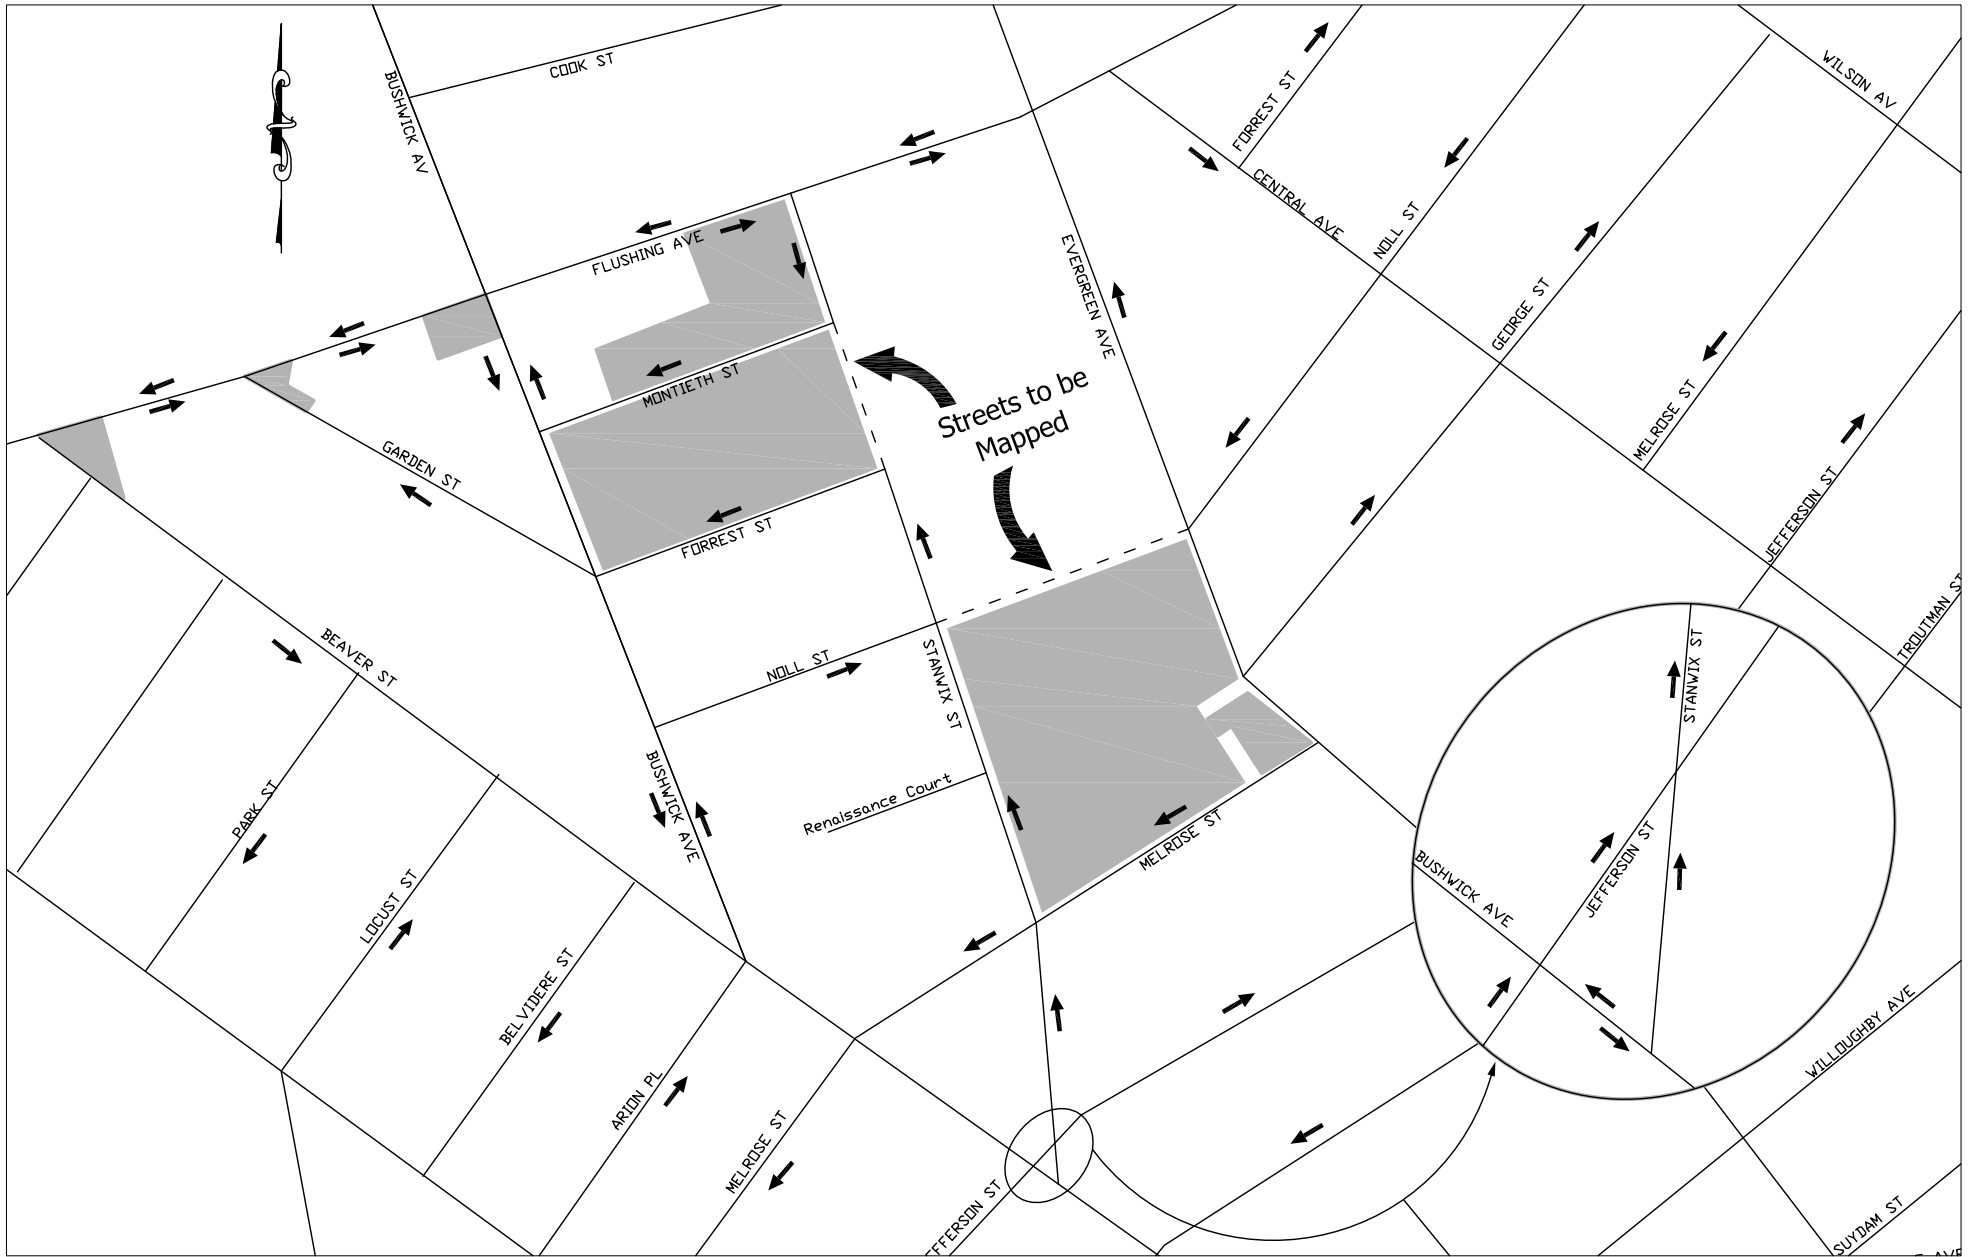 COOK ST
BUSHWICK AV
WILSON AV
FORREST ST
CENTRAL AVE
NOLL ST
FLUSHING AVE
EVERGREEN AVE
GEORGE ST
MONTIETH ST
Streets to be
Mapped
MELROSE ST
GARDEN ST
FORREST ST
JEFFERSON ST
TROUTMAN ST
BEAVER ST
NOLL ST
STANWIX ST
STANWIX ST
BUSHWICK AVE
Renaissance Court
PARK ST
MELROSE ST
JEFFERSON ST
BUSHWICK AVE
LOCUST ST
BELVIDERE ST
WILLOUGHBY AVE
ARION PL
MELROSE ST
FFERSON ST
SUYDAM ST
AVE